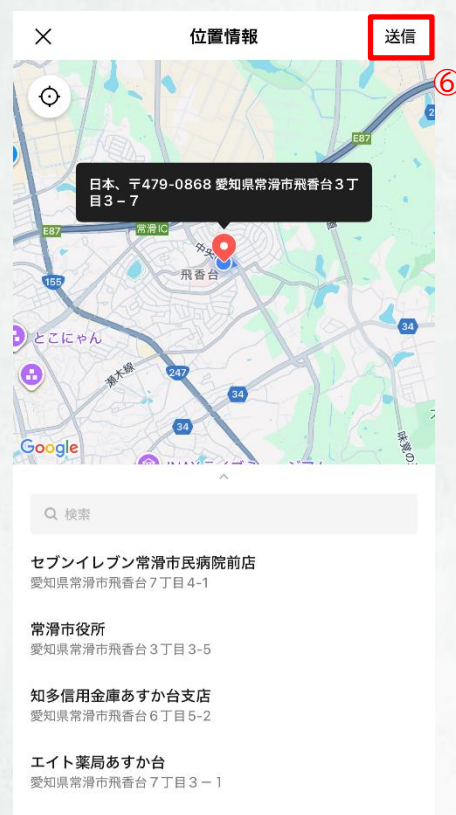 位置情報
送信
⑥
E87
日本、〒479-0868 愛知県常滑市飛香台3丁
目3-7
E87
常滑IC
中央
飛香台
155
34
とこにゃん
瀬木線
247
34
34
味覚の
Google
検索
セブンイレブン常滑市民病院前店
愛知県常滑市飛香台7丁目4-1
常滑市役所
愛知県常滑市飛香台3丁目3-5
知多信用金庫あすか台支店
愛知県常滑市飛香台6丁目5-2
エイト薬局あすか台
愛知県常滑市飛香台7丁目3-1